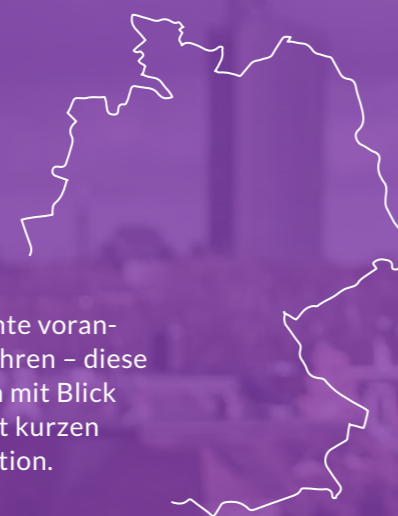 nte voran-
hren – diese
mit Blick
t kurzen
tion.